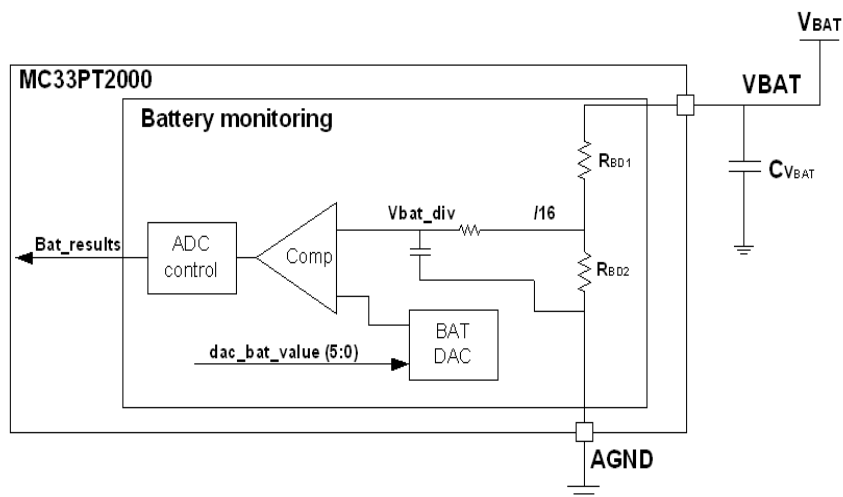 VBAT
MC33PT2000
VBAT
Battery monitoring
RBD1
CVBAT
Vbat_div
/16
Bat_results
ADC
control
Comp
RBD2
BAT
DAC
dac_bat_value (5:0)
AGND